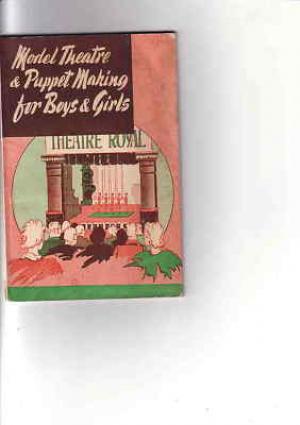 Model Theatre
& Puppet Making
for Boys & Girls
THEATRE ROYAL